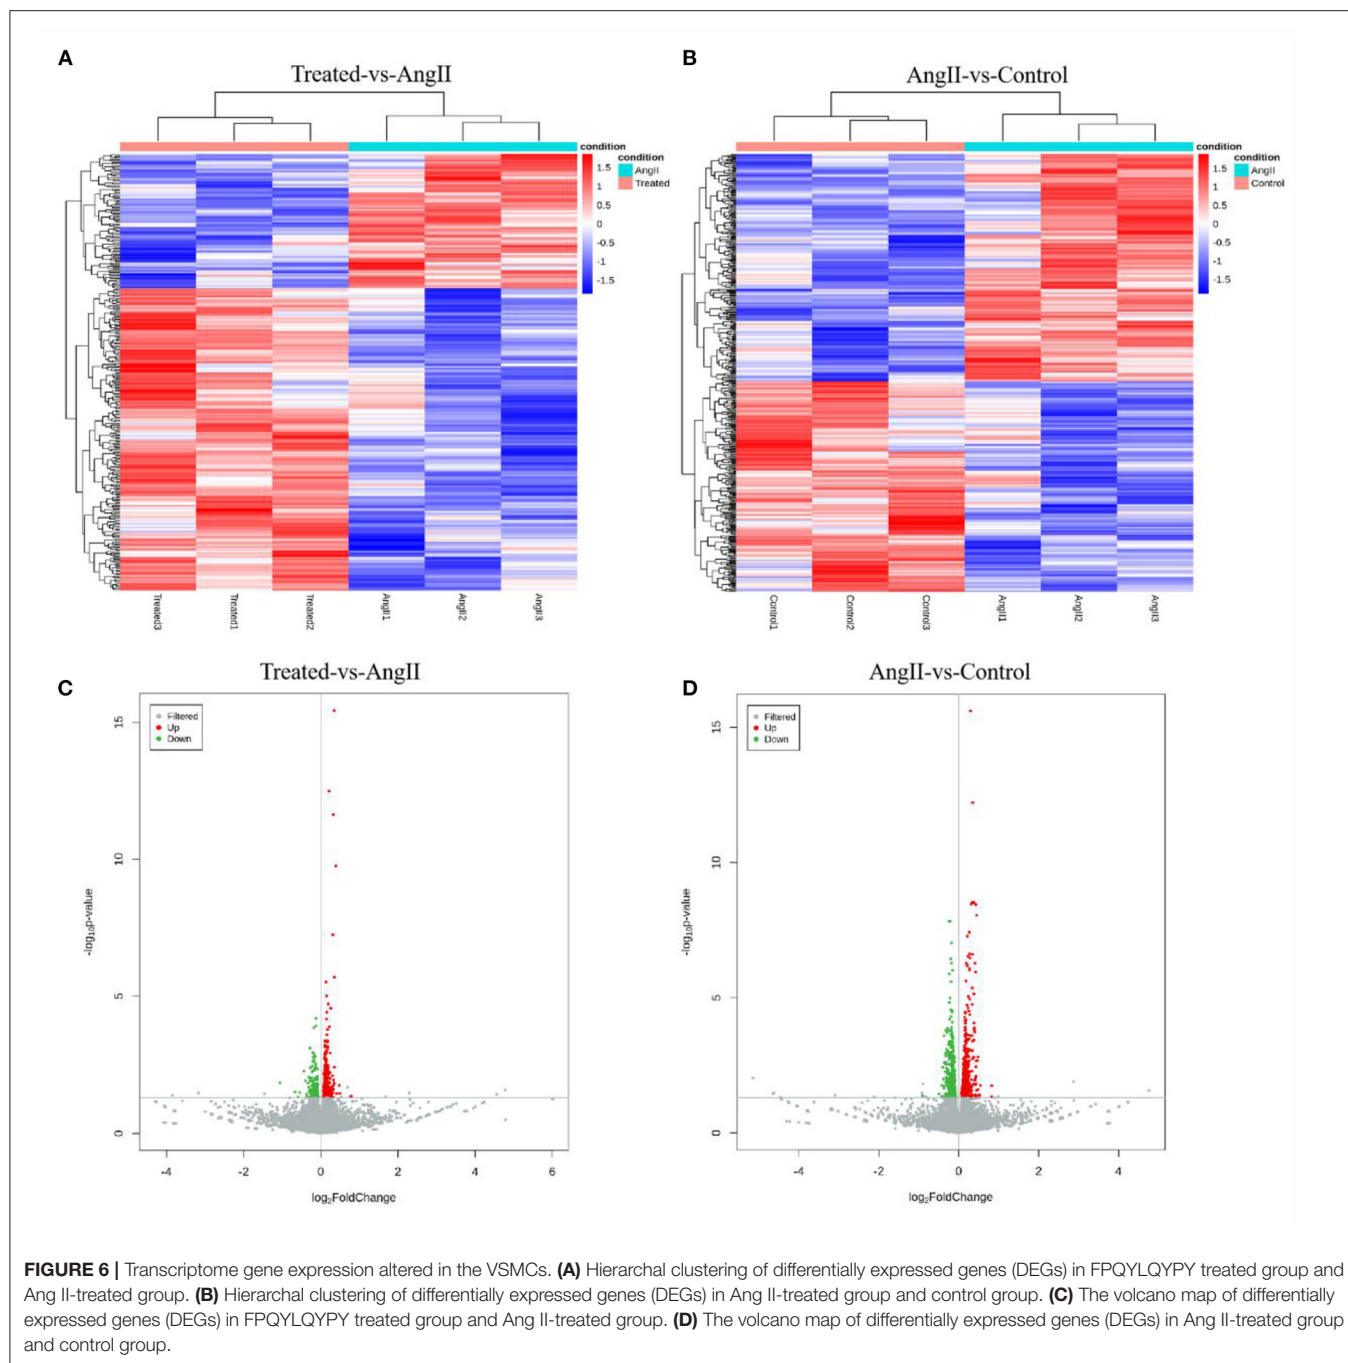 A
Treated-vs-AngII
condition
condition
AngII
Treated
1.5
1
0.5
0
-0.5
-1
-1.5
Treated3
Treated1
Treated2
AngII1
AngII2
AngII3
B
AngII-vs-Control
condition
condition
AngII
Control
1.5
1
0.5
0
-0.5
-1
-1.5
Control1
Control2
Control3
AngII1
AngII2
AngII3
C
Treated-vs-AngII
Filtered
Up
Down
15
10
5
0
-log10p-value
-4
-2
0
2
4
6
log2FoldChange
D
AngII-vs-Control
Filtered
Up
Down
15
10
5
0
-log10p-value
-4
-2
0
2
4
log2FoldChange
FIGURE 6 | Transcriptome gene expression altered in the VSMCs. (A) Hierarchal clustering of differentially expressed genes (DEGs) in FPQYLQYPY treated group and
Ang II-treated group. (B) Hierarchal clustering of differentially expressed genes (DEGs) in Ang II-treated group and control group. (C) The volcano map of differentially
expressed genes (DEGs) in FPQYLQYPY treated group and Ang II-treated group. (D) The volcano map of differentially expressed genes (DEGs) in Ang II-treated group
and control group.